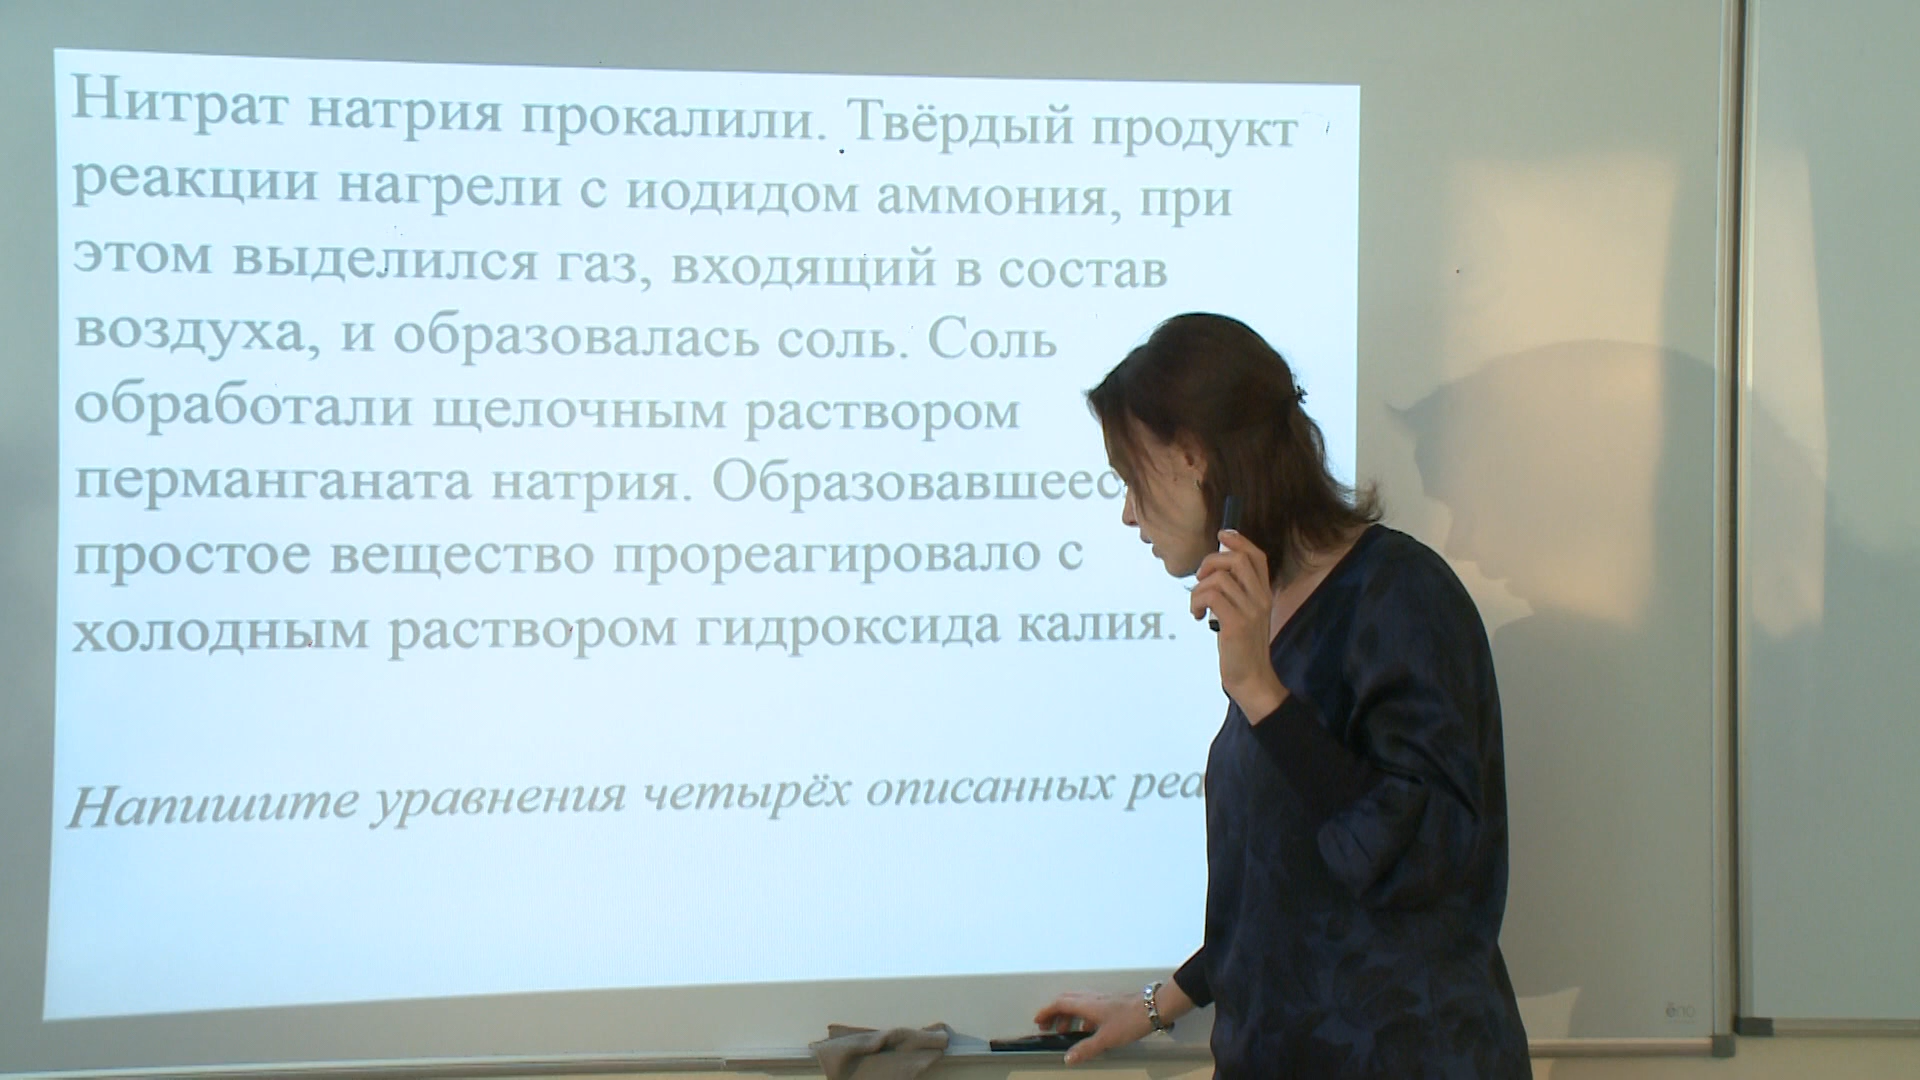 Нитрат натрия прокалили. Твёрдый продукт
реакции нагрели с иодидом аммония, при
этом выделился газ, входящий в состав
воздуха, и образовалась соль. Соль
обработали щелочным раствором
перманганата натрия. Образовавшеес
простое вещество прореагировало с
холодным раствором гидроксида калия.
Напишите уравнения четырёх описанных реа